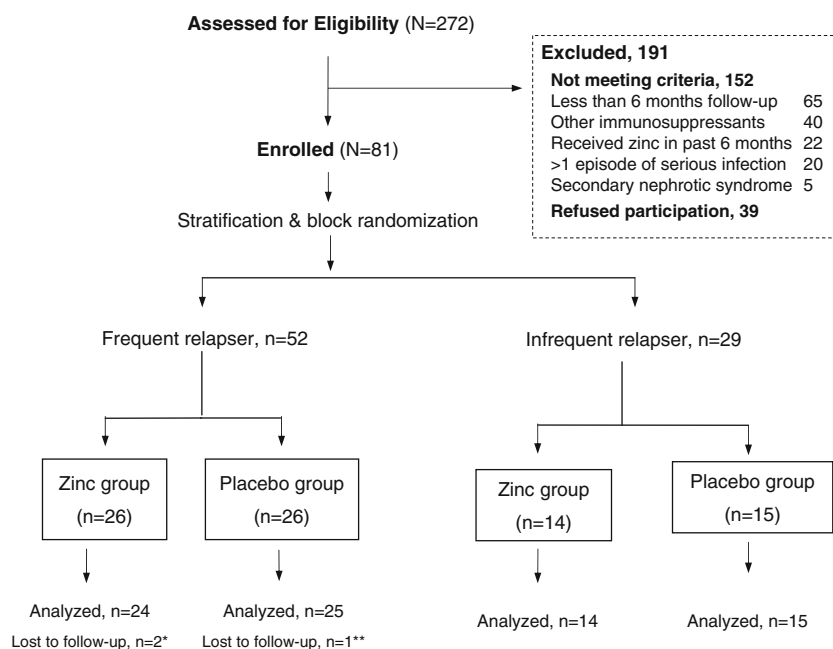 Assessed for Eligibility (N=272)
Excluded, 191
Not meeting criteria, 152
Less than 6 months follow-up 65
Other immunosuppressants 40
Received zinc in past 6 months 22
>1 episode of serious infection 20
Secondary nephrotic syndrome 5
Refused participation, 39
Enrolled (N=81)
Stratification & block randomization
Frequent relapser, n=52
Infrequent relapser, n=29
Zinc group
(n=26)
Placebo group
(n=26)
Zinc group
(n=14)
Placebo group
(n=15)
Analyzed, n=24
Lost to follow-up, n=2*
Analyzed, n=25
Lost to follow-up, n=1**
Analyzed, n=14
Analyzed, n=15